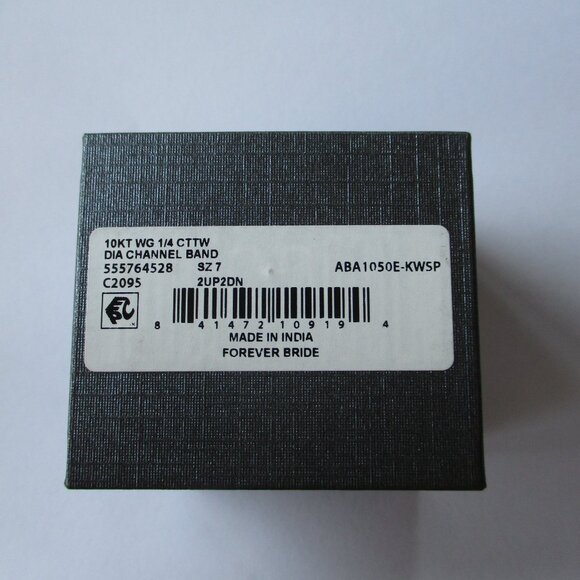 10KT WG 1/4 CTTW
DIA CHANNEL BAND
555764528 SZ 7 ABA1050E-KWSP
C2095 2UP2DN
8 41472 10919 4
MADE IN INDIA
FOREVER BRIDE